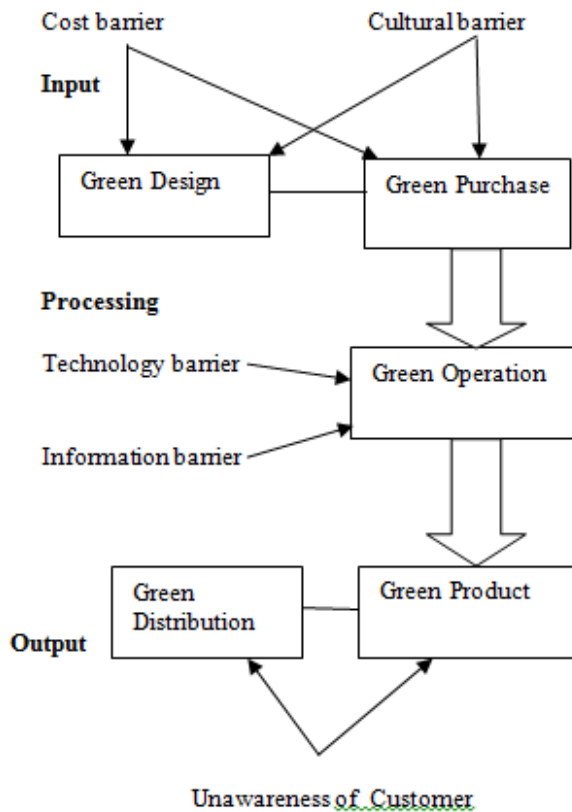 Cost barrier
Cultural barrier
Input
Green Design
Green Purchase
Processing
Technology barrier
Green Operation
Information barrier
Green
Distribution
Green Product
Output
Unawareness of Customer